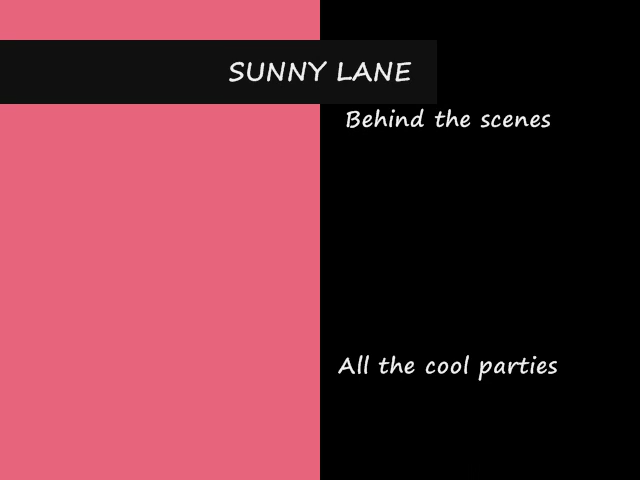 SUNNY LANE
Behind the scenes
All the cool parties